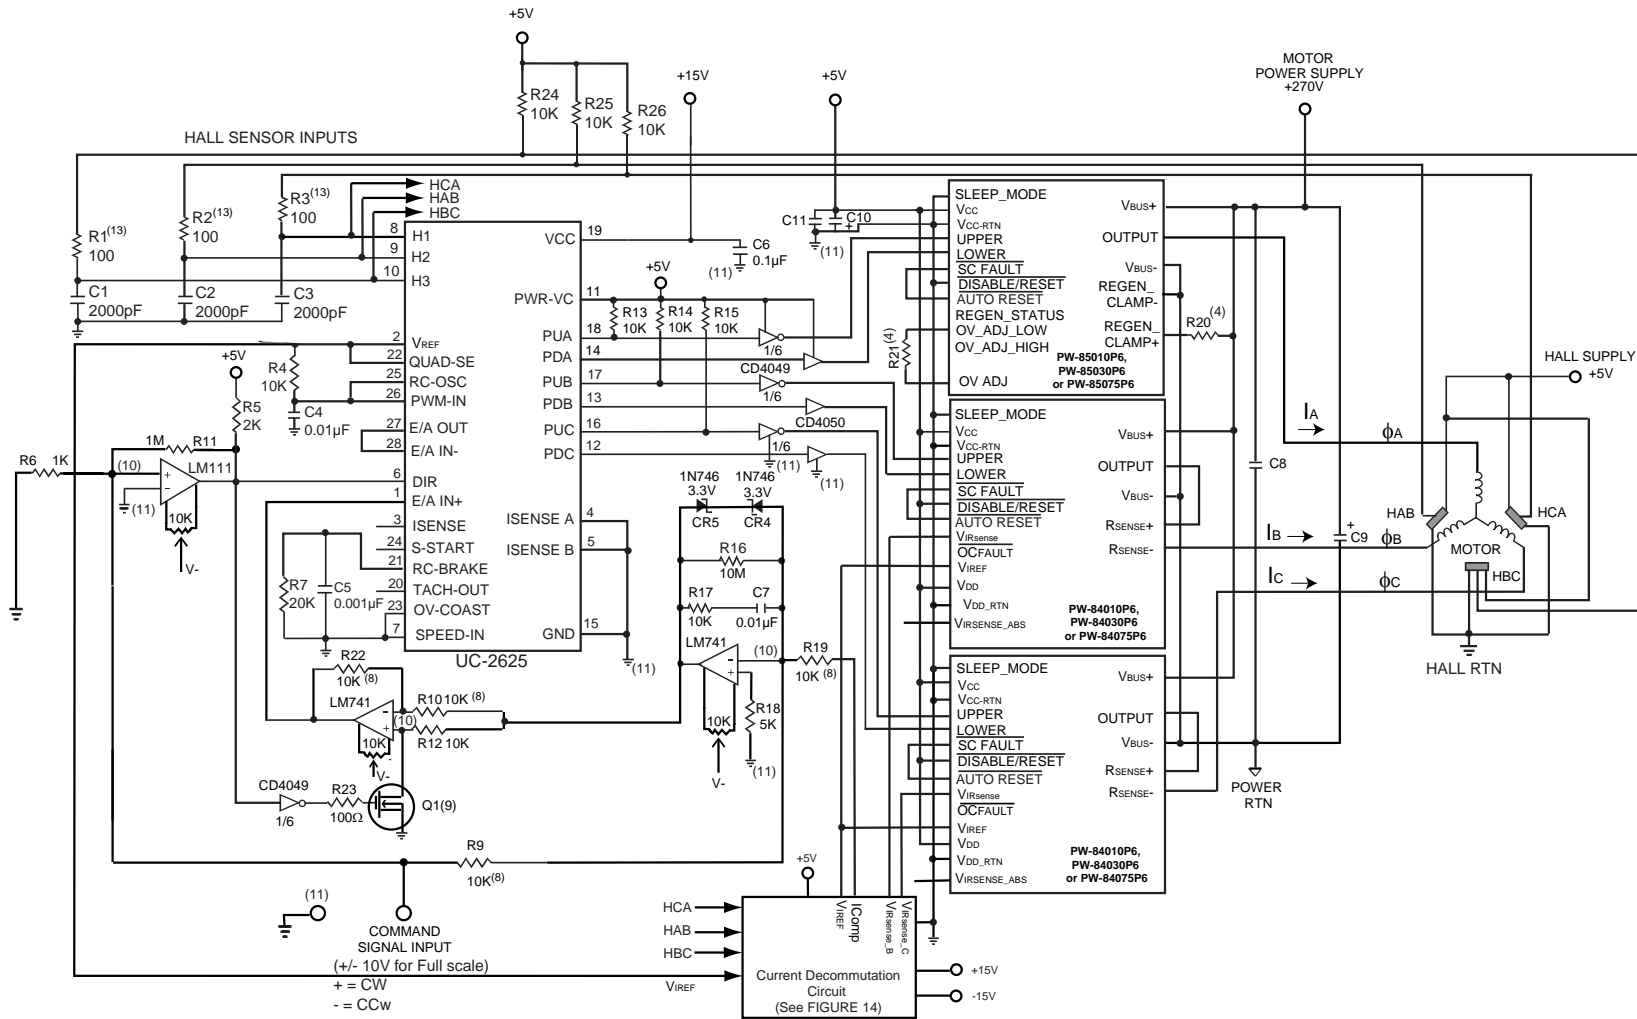 +5V
+15V
+5V
MOTOR
POWER SUPPLY
+270V
R24
10K
R25
10K
R26
10K
HALL SENSOR INPUTS
R1(13)
100
R2(13)
100
R3(13)
100
HCA
HAB
HBC
C1
2000pF
C2
2000pF
C3
2000pF
8 H1
9 H2
10 H3
2 VREF
22 QUAD-SE
25 RC-OSC
26 PWM-IN
27 E/A OUT
28 E/A IN-
6 DIR
1 E/A IN+
3 ISENSE
24 S-START
21 RC-BRAKE
20 TACH-OUT
23 OV-COAST
7 SPEED-IN
VCC 19
PWR-VC 11
PUA 18
PDA 14
PUB 17
PDB 13
PUC 16
PDC 12
ISENSE A 4
ISENSE B 5
GND 15
UC-2625
(11)
C6
0.1µF
(11)
+5V
R13
10K
R14
10K
R15
10K
1/6
CD4049
1/6
CD4050
1/6
(11)
(11)
+5V
R4
10K
C4
0.01µF
R5
2K
1M
R11
R6
1K
(10)
LM111
+
-
(11)
10K
V-
R7
20K
C5
0.001µF
R22
10K (8)
LM741
-
+
(10)
10K
V-
R10 10K (8)
R12 10K
CD4049
1/6
R23
100Ω
Q1(9)
R9
10K(8)
1N746
3.3V
CR5
1N746
3.3V
CR4
R16
10M
R17
10K
C7
0.01µF
LM741
-
+
(10)
10K
V-
R18
5K
(11)
R19
10K (8)
C11
C10
+
(11)
SLEEP_MODE
VCC
VCC-RTN
UPPER
LOWER
SC FAULT
DISABLE/RESET
AUTO RESET
REGEN_STATUS
OV_ADJ_LOW
OV_ADJ_HIGH
OV ADJ
R21(4)
VBUS+
OUTPUT
VBUS-
REGEN_
CLAMP-
REGEN_
CLAMP+
PW-85010P6,
PW-85030P6
or PW-85075P6
R20
(4)
SLEEP_MODE
VCC
VCC-RTN
UPPER
LOWER
SC FAULT
DISABLE/RESET
AUTO RESET
VIRsense
OCFAULT
VIREF
VDD
VDD_RTN
VIRSENSE_ABS
VBUS+
OUTPUT
VBUS-
RSENSE+
RSENSE-
PW-84010P6,
PW-84030P6
or PW-84075P6
SLEEP_MODE
VCC
VCC-RTN
UPPER
LOWER
SC FAULT
DISABLE/RESET
AUTO RESET
VIRsense
OCFAULT
VIREF
VDD
VDD_RTN
VIRSENSE_ABS
VBUS+
OUTPUT
VBUS-
RSENSE+
RSENSE-
PW-84010P6,
PW-84030P6
or PW-84075P6
C8
+
C9
POWER
RTN
HALL SUPPLY
+5V
IA
ϕA
IB
ϕB
IC
ϕC
HAB
HCA
MOTOR
HBC
HALL RTN
(11)
COMMAND
SIGNAL INPUT
(+/- 10V for Full scale)
+ = CW
- = CCw
+5V
HCA
HAB
HBC
VIREF
VIREF
IComp
VIRsense_B
VIRsense_C
Current Decommutation
Circuit
(See FIGURE 14)
+15V
-15V